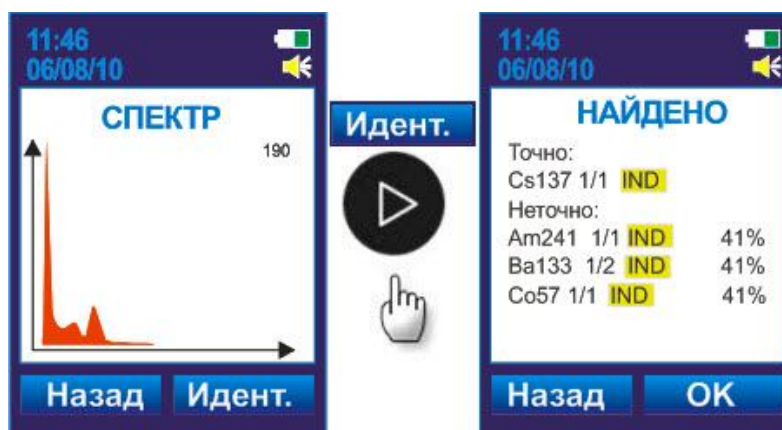 11:46
06/08/10
СПЕКТР
190
Назад Идент.
Идент.
11:46
06/08/10
НАЙДЕНО
Точно:
Cs137 1/1 IND
Неточно:
Am241 1/1 IND 41%
Ba133 1/2 IND 41%
Co57 1/1 IND 41%
Назад OK